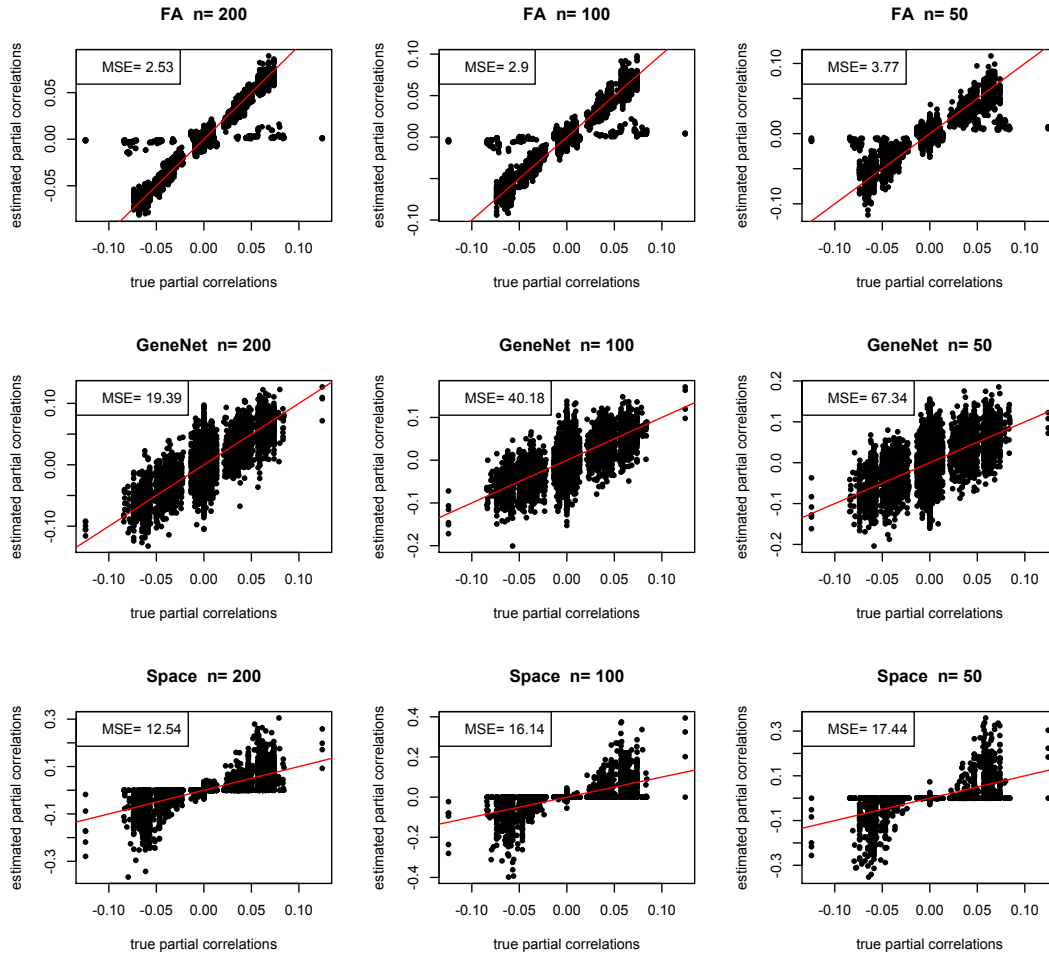 FA n= 200
estimated partial correlations
0.05
0.00
-0.05
MSE= 2.53
-0.10 -0.05 0.00 0.05 0.10
true partial correlations
FA n= 100
estimated partial correlations
0.10
0.05
0.00
-0.10
MSE= 2.9
-0.10 -0.05 0.00 0.05 0.10
true partial correlations
FA n= 50
estimated partial correlations
0.10
0.00
-0.10
MSE= 3.77
-0.10 -0.05 0.00 0.05 0.10
true partial correlations
GeneNet n= 200
estimated partial correlations
0.10
0.00
-0.10
MSE= 19.39
-0.10 -0.05 0.00 0.05 0.10
true partial correlations
GeneNet n= 100
estimated partial correlations
0.1
0.0
-0.1
-0.2
MSE= 40.18
-0.10 -0.05 0.00 0.05 0.10
true partial correlations
GeneNet n= 50
estimated partial correlations
0.2
0.1
0.0
-0.1
-0.2
MSE= 67.34
-0.10 -0.05 0.00 0.05 0.10
true partial correlations
Space n= 200
estimated partial correlations
0.3
0.1
-0.1
-0.3
MSE= 12.54
-0.10 -0.05 0.00 0.05 0.10
true partial correlations
Space n= 100
estimated partial correlations
0.4
0.2
0.0
-0.2
-0.4
MSE= 16.14
-0.10 -0.05 0.00 0.05 0.10
true partial correlations
Space n= 50
estimated partial correlations
0.3
0.1
-0.1
-0.3
MSE= 17.44
-0.10 -0.05 0.00 0.05 0.10
true partial correlations